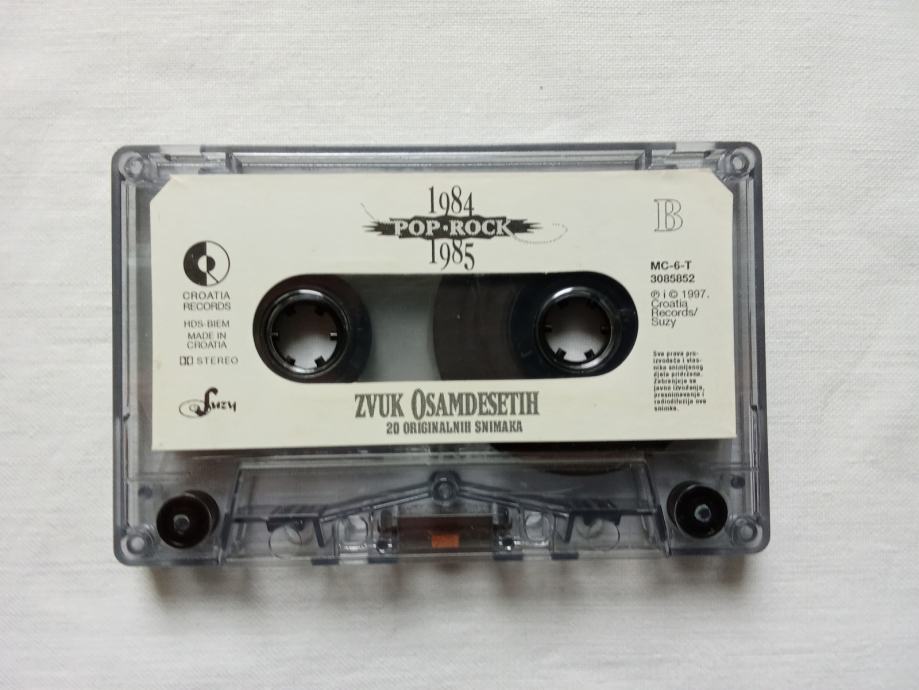 1984
POP·ROCK
1985
B
CROATIA
RECORDS
HDS-BIEM
MADE IN
CROATIA
STEREO
Suzy
MC-6-T
3085852
℗ i © 1997.
Croatia
Records/
Suzy
Sva prava pro-
izvođača i vlas-
nika snimljenog
djela pridržana.
Zabranjuje se
javno izvođenje,
presnimavanje i
radiodifuzija ove
snimke.
ZVUK OSAMDESETIH
20 ORIGINALNIH SNIMAKA